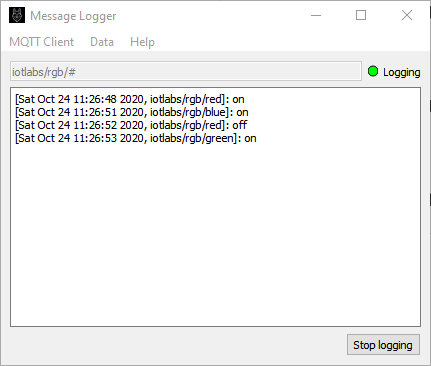 Message Logger
MQTT Client Data Help
iotlabs/rgb/# Logging
[Sat Oct 24 11:26:48 2020, iotlabs/rgb/red]: on
[Sat Oct 24 11:26:51 2020, iotlabs/rgb/blue]: on
[Sat Oct 24 11:26:52 2020, iotlabs/rgb/red]: off
[Sat Oct 24 11:26:53 2020, iotlabs/rgb/green]: on
Stop logging